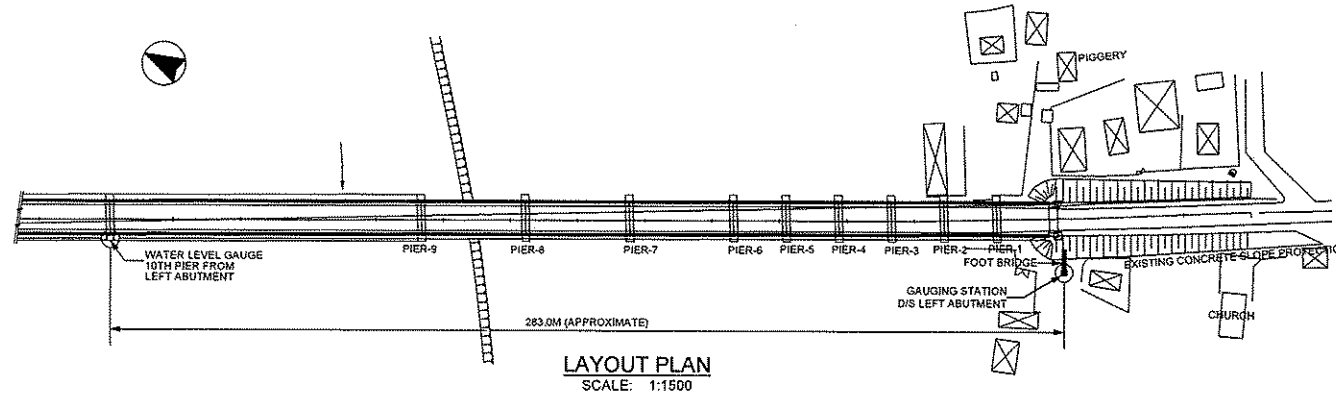 PIGGERY
WATER LEVEL GAUGE
10TH PIER FROM
LEFT ABUTMENT
PIER-9
PIER-8
PIER-7
PIER-6
PIER-5
PIER-4
PIER-3
PIER-2
PIER-1
FOOT BRIDGE
EXISTING CONCRETE SLOPE PROTECTIO
GAUGING STATION
D/S LEFT ABUTMENT
CHURCH
283.0M (APPROXIMATE)
LAYOUT PLAN
SCALE: 1:1500